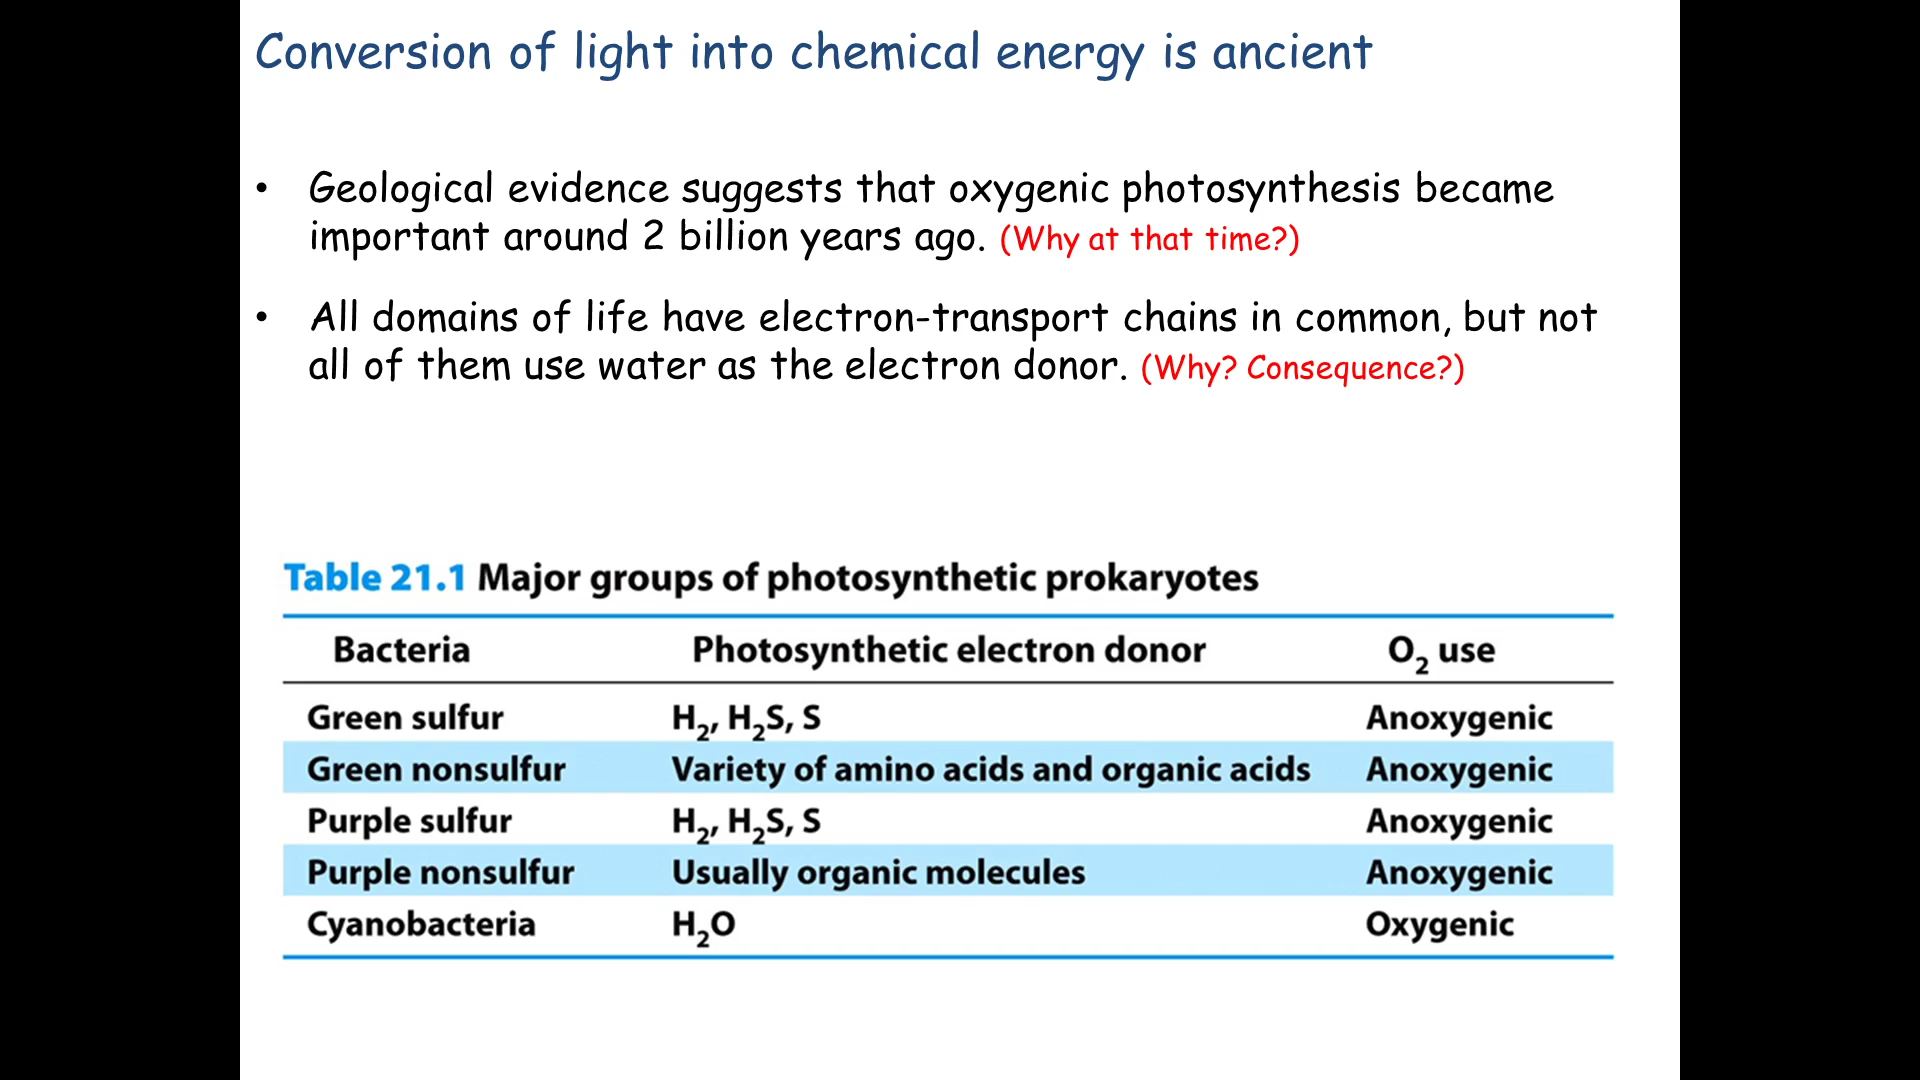 Conversion of light into chemical energy is ancient
• Geological evidence suggests that oxygenic photosynthesis became
important around 2 billion years ago. (Why at that time?)
• All domains of life have electron-transport chains in common, but not
all of them use water as the electron donor. (Why? Consequence?)
Table 21.1 Major groups of photosynthetic prokaryotes
Bacteria Photosynthetic electron donor O₂ use
Green sulfur H₂, H₂S, S Anoxygenic
Green nonsulfur Variety of amino acids and organic acids Anoxygenic
Purple sulfur H₂, H₂S, S Anoxygenic
Purple nonsulfur Usually organic molecules Anoxygenic
Cyanobacteria H₂O Oxygenic